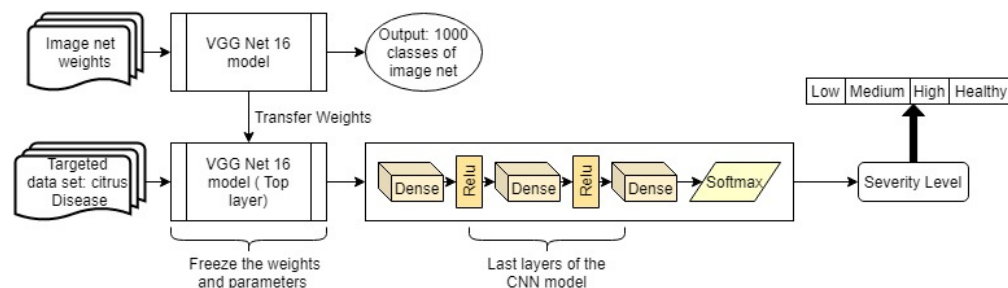 Image net
weights
VGG Net 16
model
Output: 1000
classes of
image net
Transfer Weights
Low
Medium
High
Healthy
Targeted
data set: citrus
Disease
VGG Net 16
model ( Top
layer)
Dense
Relu
Dense
Relu
Dense
Softmax
Severity Level
Freeze the weights
and parameters
Last layers of the
CNN model